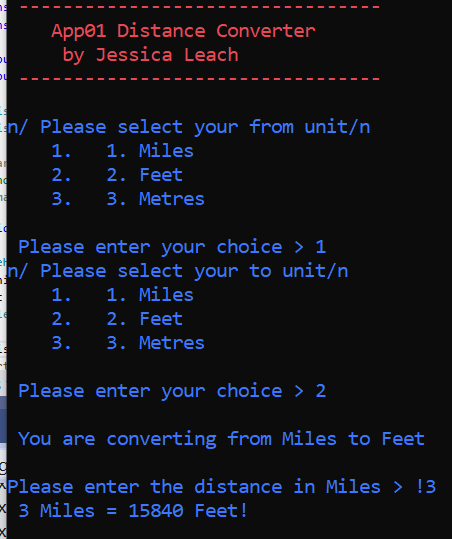 ---------------------------------
App01 Distance Converter
by Jessica Leach
---------------------------------
n/ Please select your from unit/n
1. 1. Miles
2. 2. Feet
3. 3. Metres
Please enter your choice > 1
n/ Please select your to unit/n
1. 1. Miles
2. 2. Feet
3. 3. Metres
Please enter your choice > 2
You are converting from Miles to Feet
Please enter the distance in Miles > !3
3 Miles = 15840 Feet!